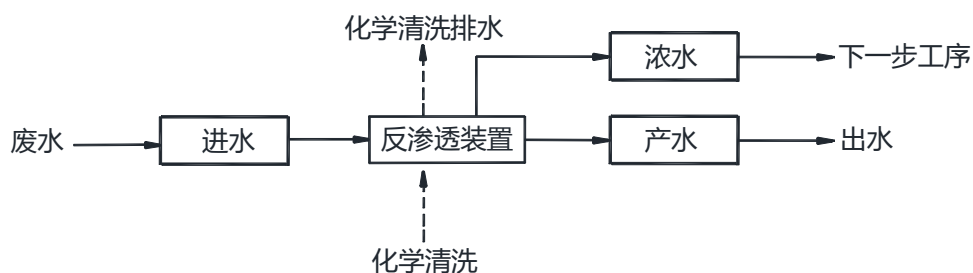 化学清洗排水
浓水
下一步工序
废水
进水
反渗透装置
产水
出水
化学清洗